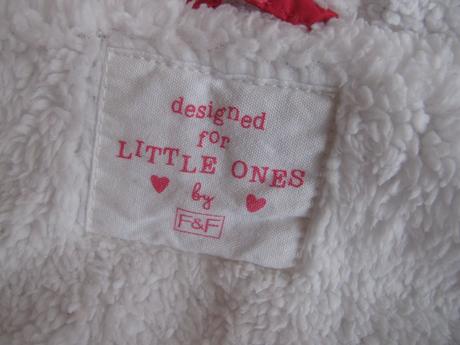 designed
for
LITTLE ONES
by
F&F